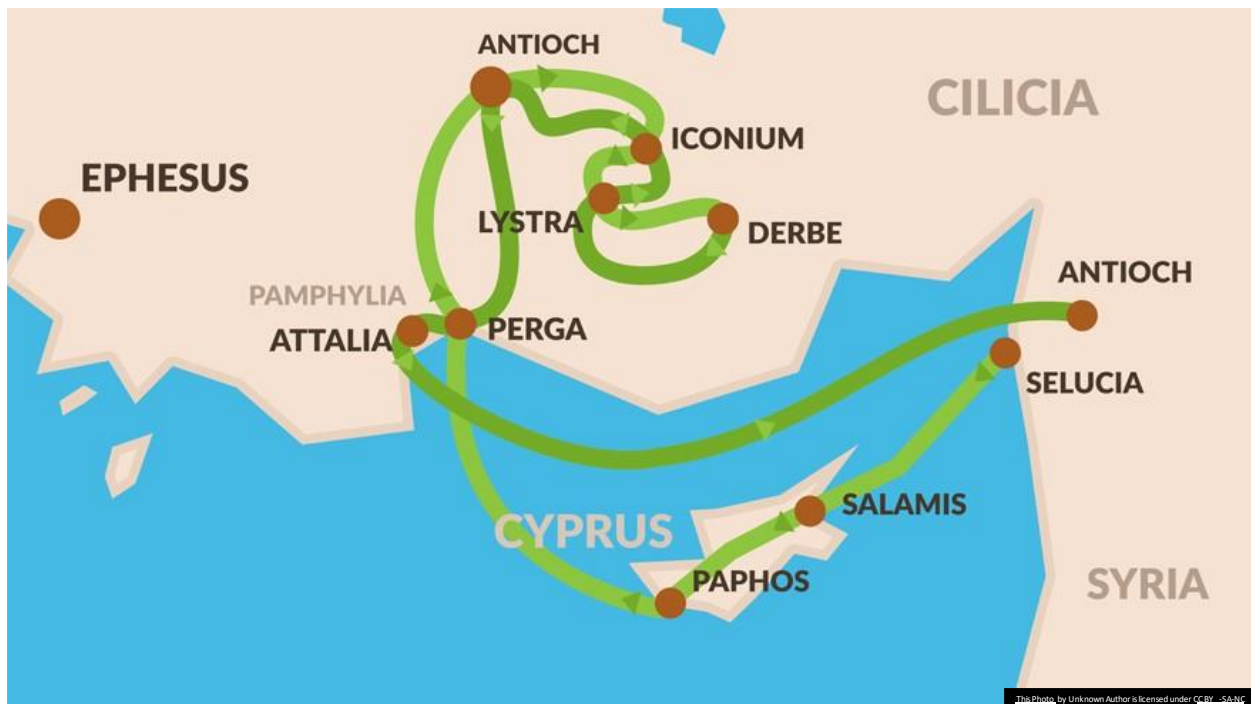 ANTIOCH
CILICIA
ICONIUM
EPHESUS
LYSTRA
DERBE
ANTIOCH
PAMPHYLIA
PERGA
ATTALIA
SELUCIA
SALAMIS
CYPRUS
PAPHOS
SYRIA
This Photo by Unknown Author is licensed under CC BY-SA-NC